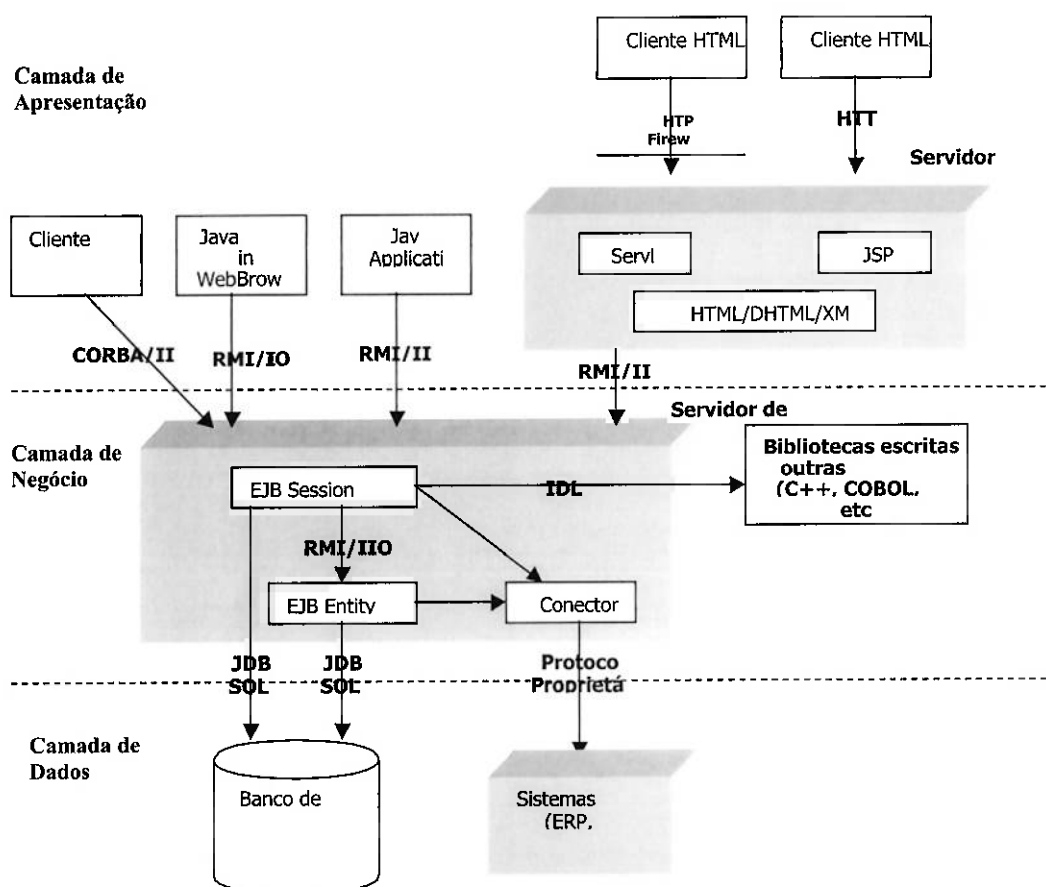 Cliente HTML
Cliente HTML
Camada de
Apresentação
HTP
Firew
HTT
Servidor
Cliente
Java
in
WebBrow
Jav
Applicati
Servl
JSP
HTML/DHTML/XM
CORBA/II
RMI/IO
RMI/II
RMI/II
Servidor de
Camada de
Negócio
EJB Session
IDL
Bibliotecas escritas
outras
(C++, COBOL,
etc
RMI/IIO
EJB Entity
Conector
JDB
SQL
JDB
SQL
Protoco
Proprietá
Camada de
Dados
Banco de
Sistemas
(ERP,